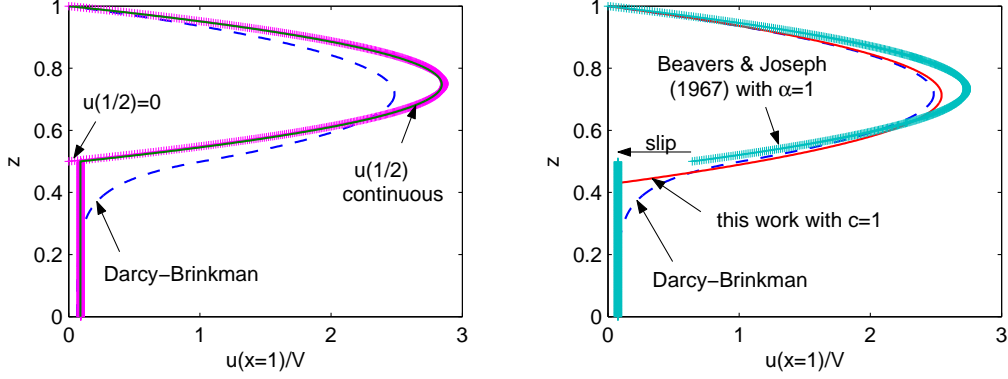 1
0.8
0.6
0.4
0.2
0
z
u(1/2)=0
u(1/2)
continuous
Darcy−Brinkman
0
1
2
3
u(x=1)/V
1
0.8
0.6
0.4
0.2
0
z
Beavers & Joseph
(1967) with α=1
slip
this work with c=1
Darcy−Brinkman
0
1
2
3
u(x=1)/V